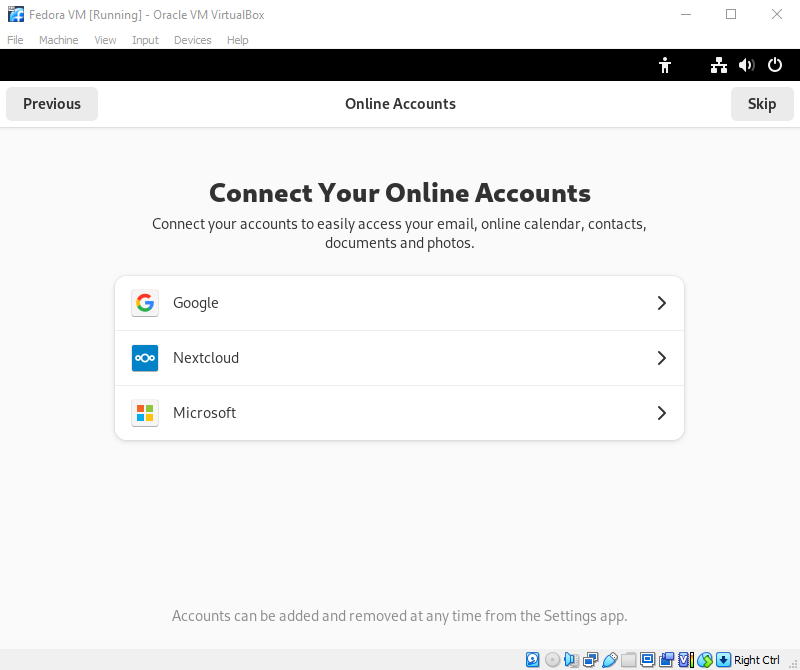 Fedora VM [Running] - Oracle VM VirtualBox
File Machine View Input Devices Help
Previous Online Accounts Skip
Connect Your Online Accounts
Connect your accounts to easily access your email, online calendar, contacts,
documents and photos.
Google
Nextcloud
Microsoft
Accounts can be added and removed at any time from the Settings app.
Right Ctrl